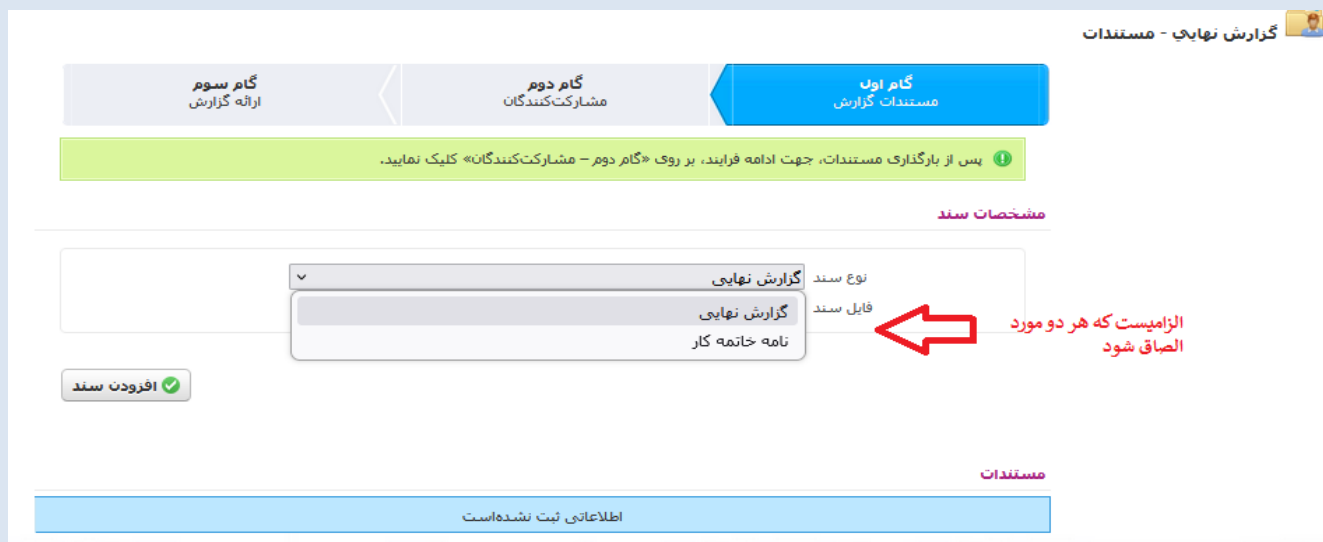 گزارش نهايي - مستندات
گام اول
مستندات گزارش
گام دوم
مشارکت‌کنندگان
گام سوم
ارائه گزارش
پس از بارگذاری مستندات، جهت ادامه فرایند، بر روی «گام دوم – مشارکت‌کنندگان» کلیک نمایید.
مشخصات سند
نوع سند گزارش نهایی
فایل سند
گزارش نهایی
نامه خاتمه کار
الزامیست که هر دو مورد
الصاق شود
افزودن سند
مستندات
اطلاعاتی ثبت نشده‌است